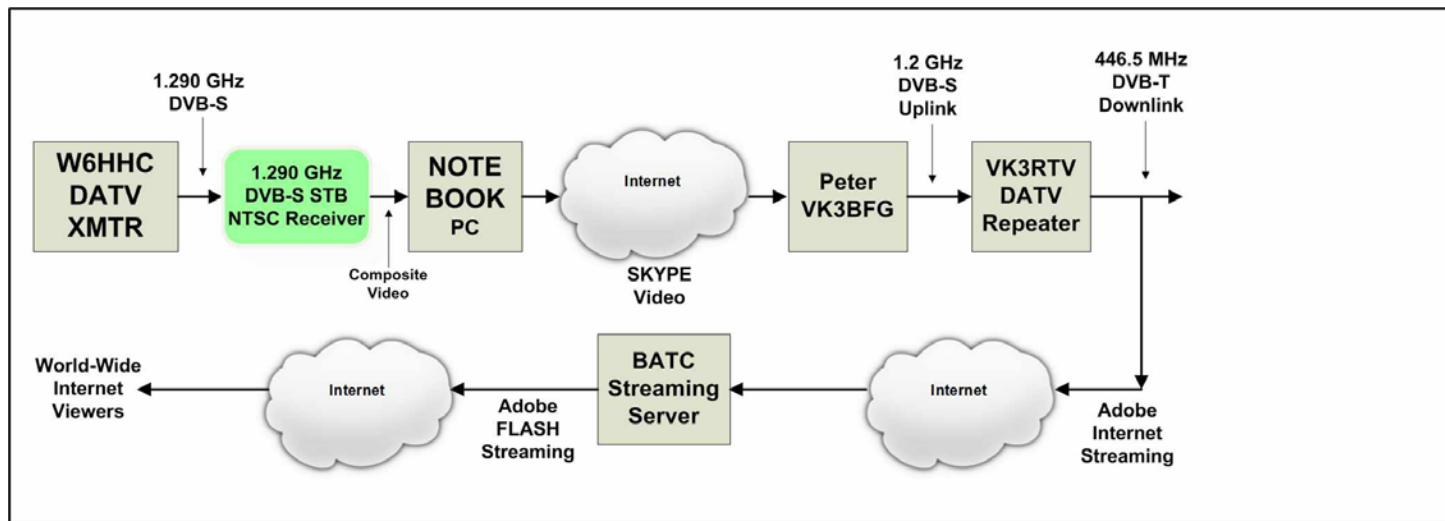 1.290 GHz
DVB-S
W6HHC
DATV
XMTR
1.290 GHz
DVB-S STB
NTSC Receiver
Composite
Video
NOTE
BOOK
PC
Internet
SKYPE
Video
Peter
VK3BFG
1.2 GHz
DVB-S
Uplink
VK3RTV
DATV
Repeater
446.5 MHz
DVB-T
Downlink
World-Wide
Internet
Viewers
Internet
Adobe
FLASH
Streaming
BATC
Streaming
Server
Internet
Adobe
Internet
Streaming